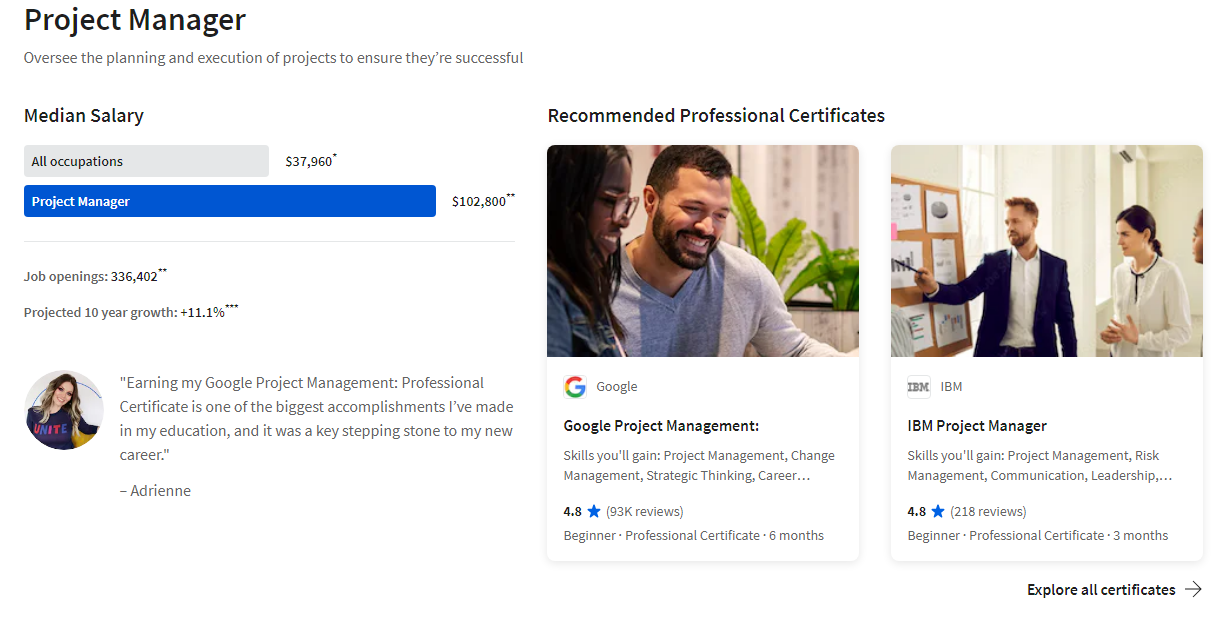 Project Manager
Oversee the planning and execution of projects to ensure they’re successful
Median Salary
All occupations
$37,960*
Project Manager
$102,800**
Job openings: 336,402**
Projected 10 year growth: +11.1%***
"Earning my Google Project Management: Professional
Certificate is one of the biggest accomplishments I’ve made
in my education, and it was a key stepping stone to my new
career."
– Adrienne
UNITE
Recommended Professional Certificates
Google
Google Project Management:
Skills you'll gain: Project Management, Change
Management, Strategic Thinking, Career…
4.8 ★ (93K reviews)
Beginner · Professional Certificate · 6 months
IBM
IBM
IBM Project Manager
Skills you'll gain: Project Management, Risk
Management, Communication, Leadership,…
4.8 ★ (218 reviews)
Beginner · Professional Certificate · 3 months
Explore all certificates →